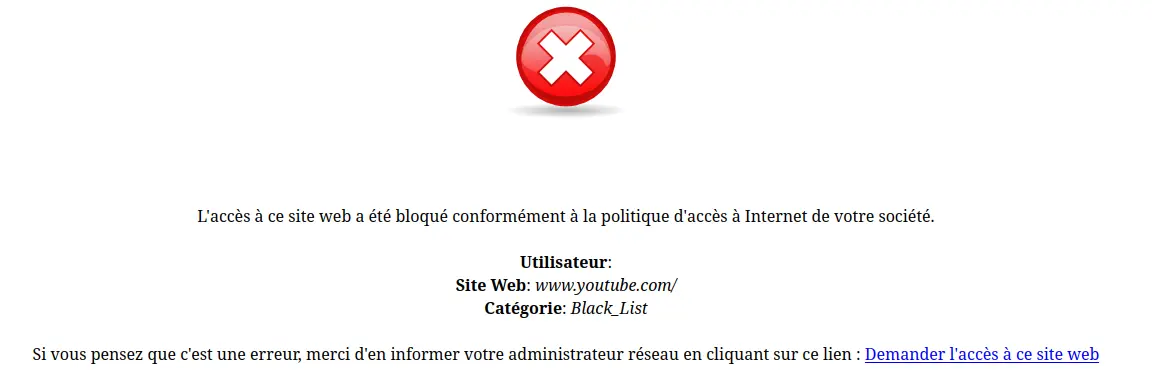 L'accès à ce site web a été bloqué conformément à la politique d'accès à Internet de votre société.
Utilisateur:
Site Web: www.youtube.com/
Catégorie: Black_List
Si vous pensez que c'est une erreur, merci d'en informer votre administrateur réseau en cliquant sur ce lien : Demander l'accès à ce site web